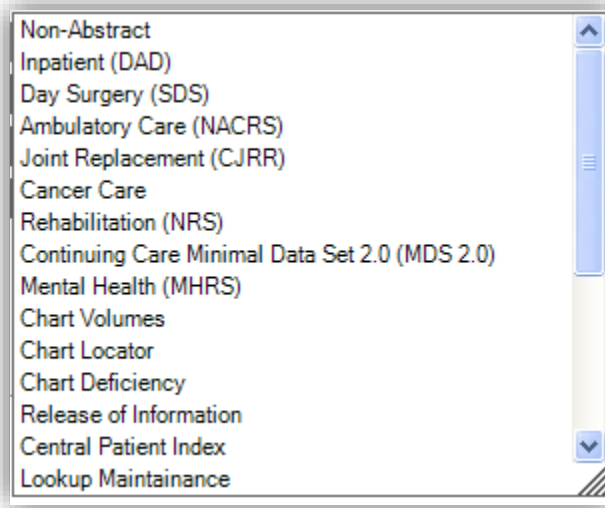 Non-Abstract
Inpatient (DAD)
Day Surgery (SDS)
Ambulatory Care (NACRS)
Joint Replacement (CJRR)
Cancer Care
Rehabilitation (NRS)
Continuing Care Minimal Data Set 2.0 (MDS 2.0)
Mental Health (MHRS)
Chart Volumes
Chart Locator
Chart Deficiency
Release of Information
Central Patient Index
Lookup Maintainance